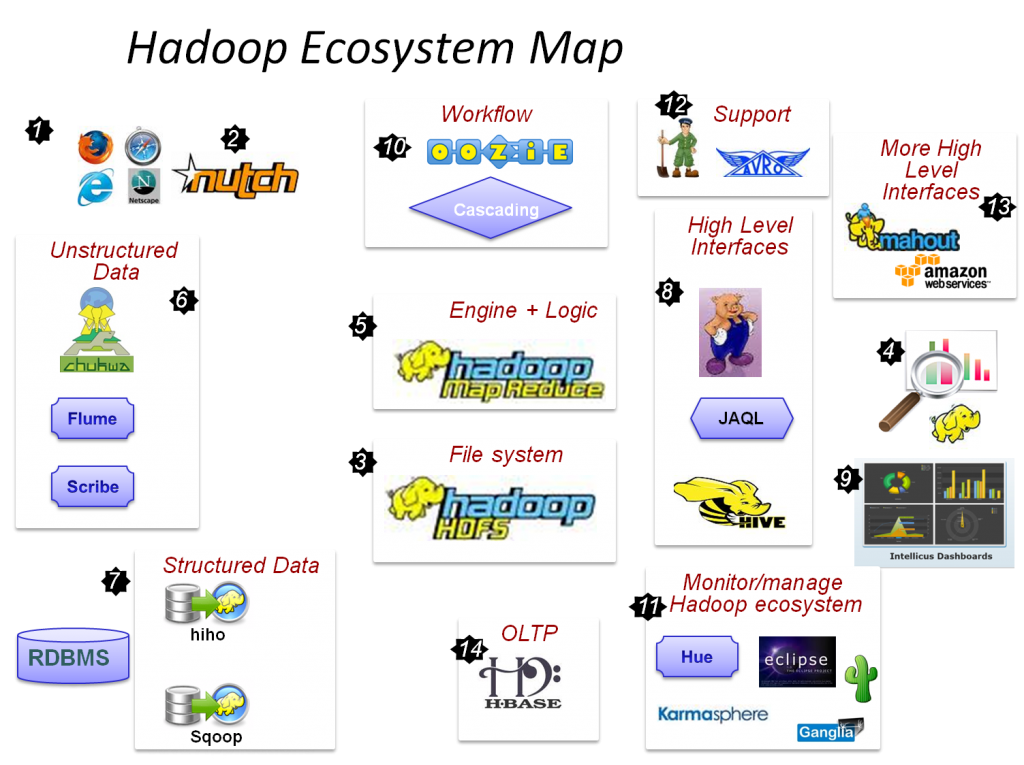 Hadoop Ecosystem Map
1
2
Netscape
nutch
Workflow
10
OOZiE
Cascading
12
Support
AVRO
More High
Level
Interfaces
13
mahout
amazon
webservices™
Unstructured
Data
6
chukwa
Flume
Scribe
Engine + Logic
5
hadoop
MapReduce
File system
3
hadoop
HDFS
High Level
Interfaces
8
JAQL
HIVE
4
9
Intellicus Dashboards
Structured Data
7
RDBMS
hiho
Sqoop
OLTP
14
H
H·BASE
Monitor/manage
11
Hadoop ecosystem
Hue
eclipse
THE ECLIPSE PROJECT
Karmasphere
Ganglia